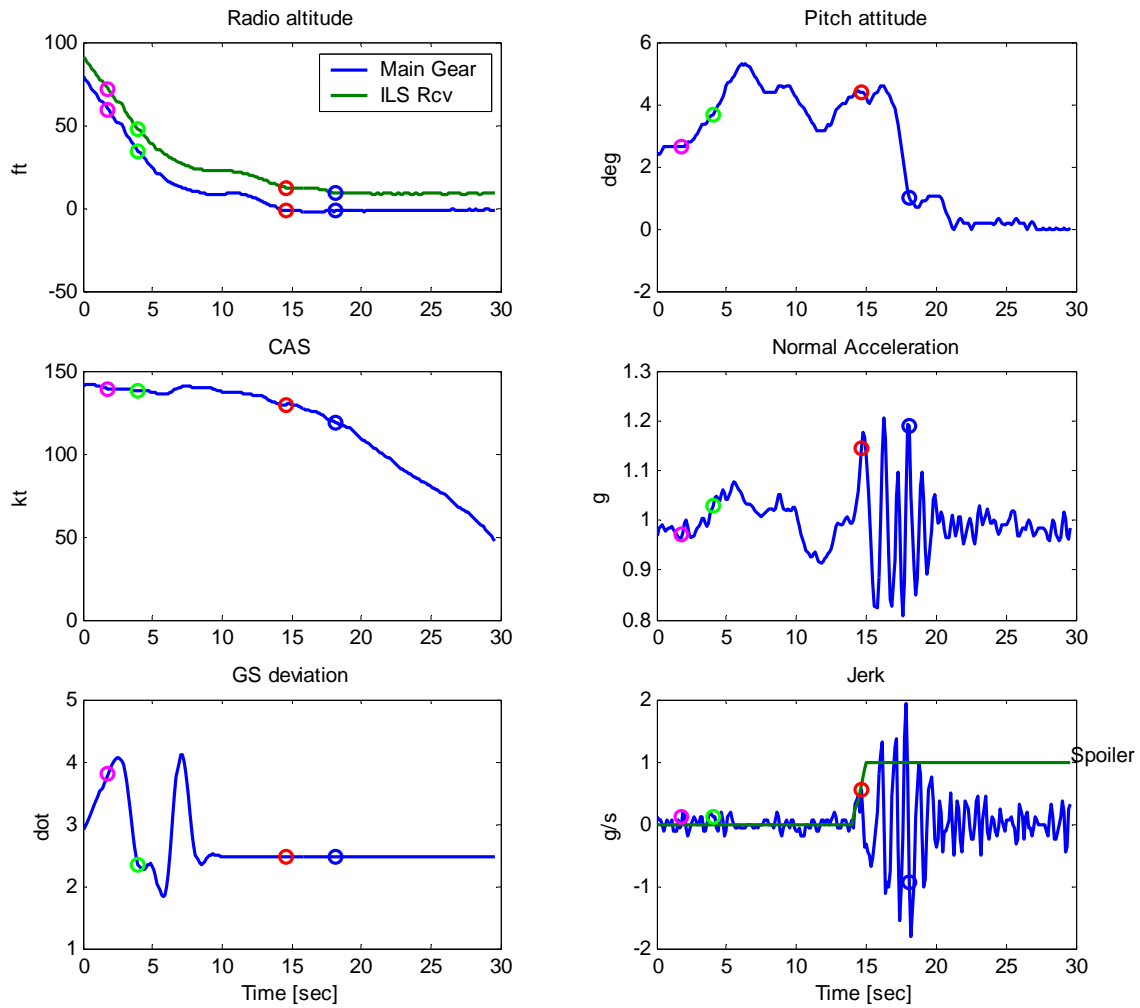 Radio altitude
100
50
0
-50
ft
Main Gear
ILS Rcv
0 5 10 15 20 25 30
Pitch attitude
6
4
2
0
-2
deg
0 5 10 15 20 25 30
CAS
150
100
50
0
kt
0 5 10 15 20 25 30
Normal Acceleration
1.3
1.2
1.1
1
0.9
0.8
g
0 5 10 15 20 25 30
GS deviation
5
4
3
2
1
dot
0 5 10 15 20 25 30
Time [sec]
Jerk
2
1
0
-1
-2
g/s
Spoiler
0 5 10 15 20 25 30
Time [sec]